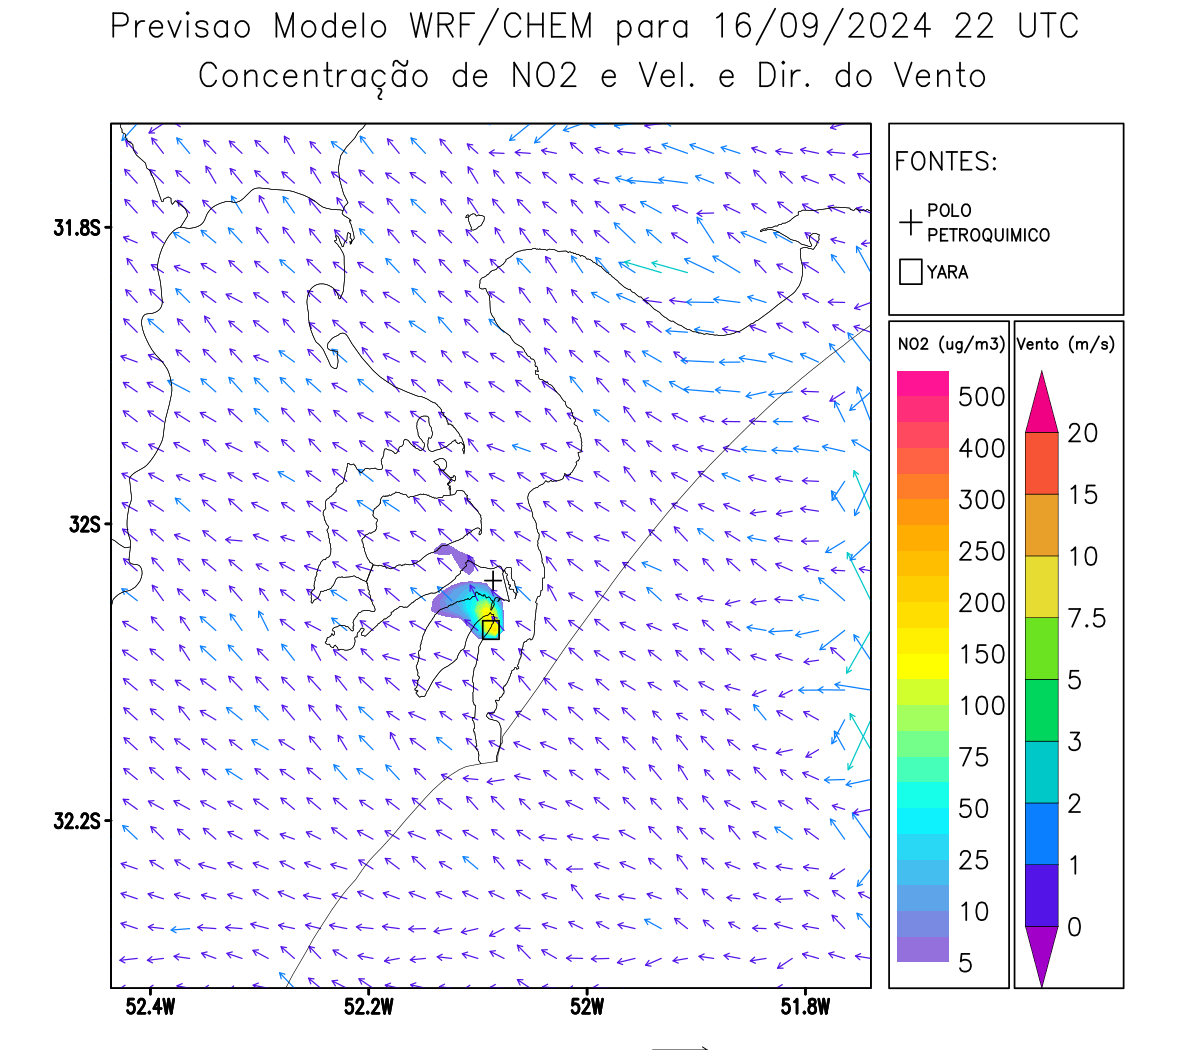 Previsao Modelo WRF/CHEM para 16/09/2024 22 UTC
Concentração de NO2 e Vel. e Dir. do Vento
FONTES:
POLO
PETROQUIMICO
YARA
31.8S
32S
32.2S
52.4W
52.2W
52W
51.8W
NO2 (ug/m3)
500
400
300
250
200
150
100
75
50
25
10
5
Vento (m/s)
20
15
10
7.5
5
3
2
1
0